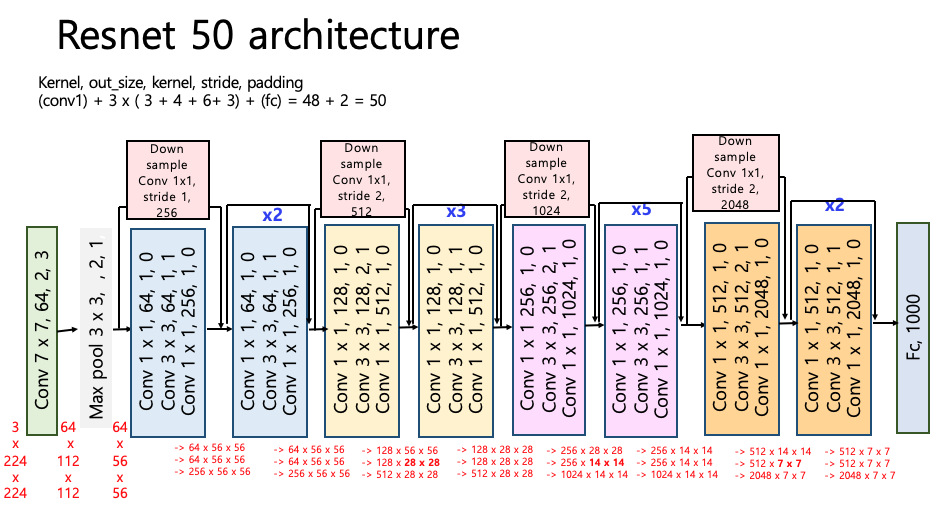 Resnet 50 architecture
Kernel, out_size, kernel, stride, padding
(conv1) + 3 x ( 3 + 4 + 6+ 3) + (fc) = 48 + 2 = 50
Down
sample
Conv 1x1,
stride 1,
256
Down
sample
Conv 1x1,
stride 2,
512
Down
sample
Conv 1x1,
stride 2,
1024
Down
sample
Conv 1x1,
stride 2,
2048
x2
x3
x5
x2
Conv 7 x 7, 64, 2, 3
Max pool 3 x 3, , 2, 1
Conv 1 x 1, 64, 1, 0
Conv 3 x 3, 64, 1, 1
Conv 1 x 1, 256, 1, 0
Conv 1 x 1, 64, 1, 0
Conv 3 x 3, 64, 1, 1
Conv 1 x 1, 256, 1, 0
Conv 1 x 1, 128, 1, 0
Conv 3 x 3, 128, 2, 1
Conv 1 x 1, 512, 1, 0
Conv 1 x 1, 128, 1, 0
Conv 3 x 3, 128, 1, 1
Conv 1 x 1, 512, 1, 0
Conv 1 x 1 256, 1, 0
Conv 3 x 3, 256, 2, 1
Conv 1 x 1, 1024, 1, 0
Conv 1 x 1, 256, 1, 0
Conv 3 x 3, 256, 1, 1
Conv 1 x 1, 1024, 1, 0
Conv 1 x 1, 512, 1, 0
Conv 3 x 3, 512, 2, 1
Conv 1 x 1, 2048, 1, 0
Conv 1 x 1, 512, 1, 0
Conv 3 x 3, 512, 1, 1
Conv 1 x 1, 2048, 1, 0
Fc, 1000
3
x
224
x
224
64
x
112
x
112
64
x
56
x
56
-> 64 x 56 x 56
-> 64 x 56 x 56
-> 256 x 56 x 56
-> 64 x 56 x 56
-> 64 x 56 x 56
-> 256 x 56 x 56
-> 128 x 56 x 56
-> 128 x 28 x 28
-> 512 x 28 x 28
-> 128 x 28 x 28
-> 128 x 28 x 28
-> 512 x 28 x 28
-> 256 x 28 x 28
-> 256 x 14 x 14
-> 1024 x 14 x 14
-> 256 x 14 x 14
-> 256 x 14 x 14
-> 1024 x 14 x 14
-> 512 x 14 x 14
-> 512 x 7 x 7
-> 2048 x 7 x 7
-> 512 x 7 x 7
-> 512 x 7 x 7
-> 2048 x 7 x 7